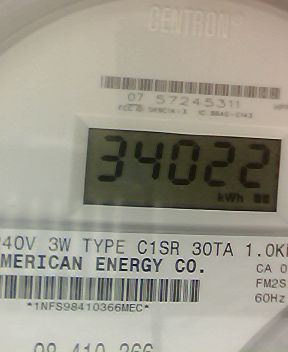 CENTRON®
07 57245311
34022
kWh
240V 3W TYPE C1SR 30TA 1.0K
AMERICAN ENERGY CO.
CA 0
FM2S
60Hz
*1NFS98410366MEC*
98 410 366